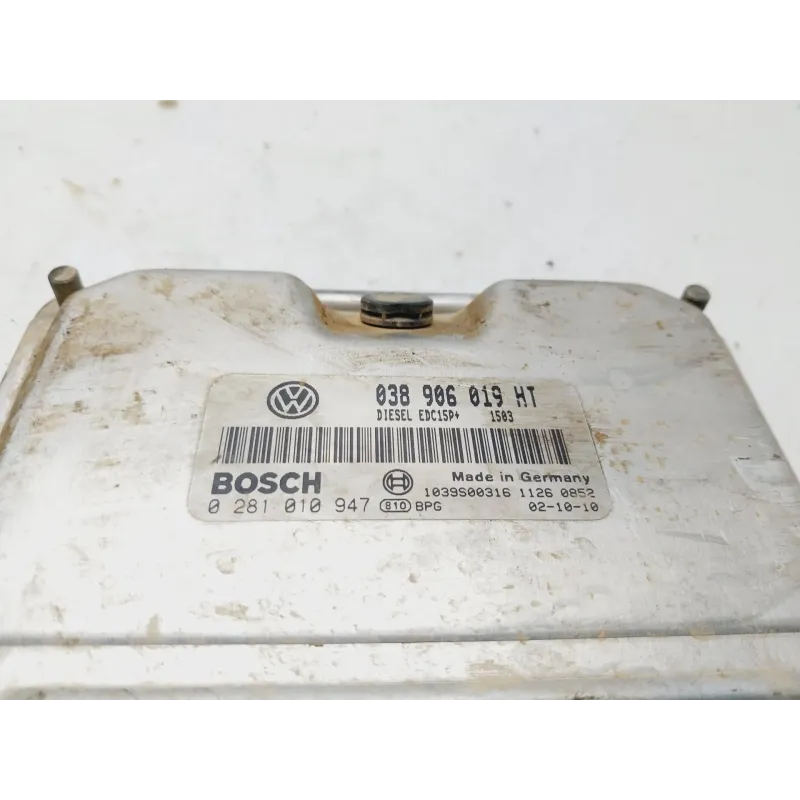 038 906 019 HT
DIESEL EDC15P+ 1503
BOSCH Made in Germany
1039S00316 1126 0852
0 281 010 947 810 BPG 02-10-10